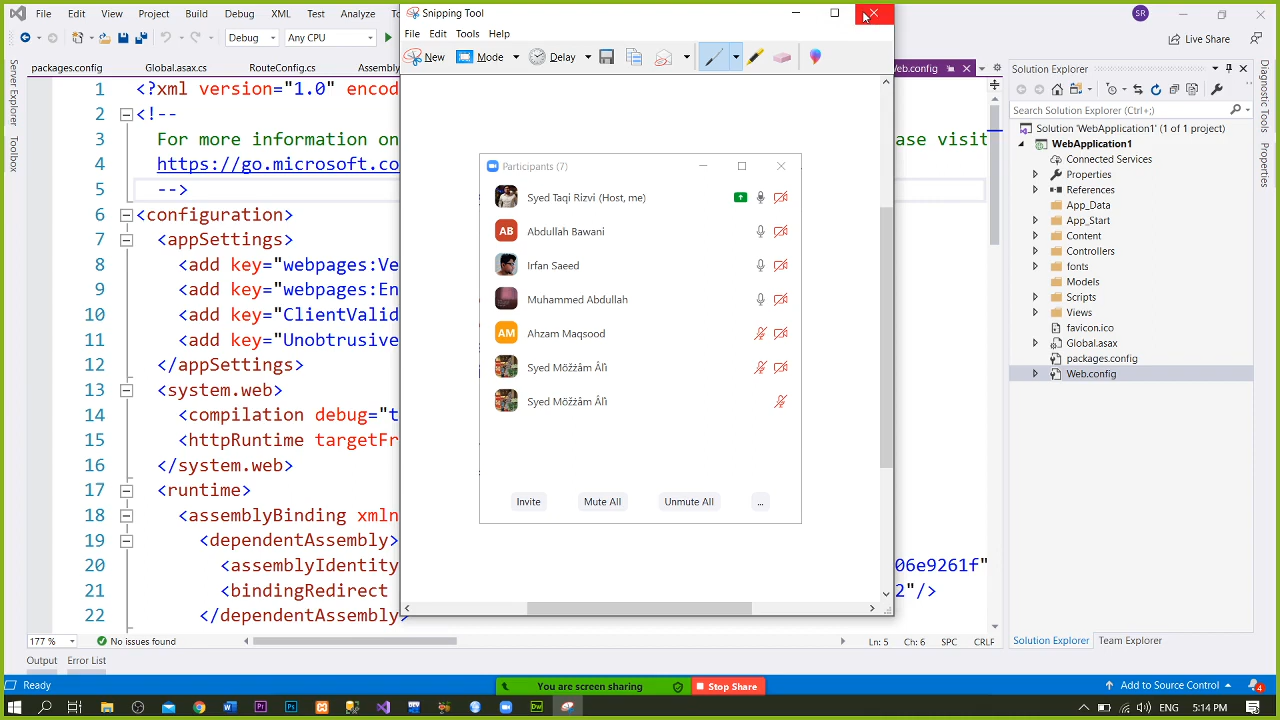 File Edit View Project Build Debug XML Test Analyze
Snipping Tool
SR
File Edit Tools Help
Debug Any CPU
New Mode Delay
Live Share
packages.config Global.asax.cs RouteConfig.cs
Web.config
Server Explorer
Toolbox
Diagnostic Tools
Properties
1 <?xml version="1.0"
2 <!--
3 For more information on
visit
4 https://go.microsoft.co
5 -->
6 <configuration>
7 <appSettings>
8 <add key="webpages:Ve
9 <add key="webpages:En
10 <add key="ClientValid
11 <add key="Unobtrusive
12 </appSettings>
13 <system.web>
14 <compilation debug="t
15 <httpRuntime targetFr
16 </system.web>
17 <runtime>
18 <assemblyBinding xmln
19 <dependentAssembly>
20 <assemblyIdentity
06e9261f"
21 <bindingRedirect
2"/>
22 </dependentAssembly>
Participants (7)
Syed Taqi Rizvi (Host, me)
AB Abdullah Bawani
Irfan Saeed
Muhammed Abdullah
AM Ahzam Maqsood
Invite Mute All Unmute All ...
Solution Explorer
Search Solution Explorer (Ctrl+;)
Solution 'WebApplication1' (1 of 1 project)
WebApplication1
Connected Services
Properties
References
App_Data
App_Start
Content
Controllers
fonts
Models
Scripts
Views
favicon.ico
Global.asax
packages.config
Web.config
177 % No issues found Ln: 5 Ch: 6 SPC CRLF
Solution Explorer Team Explorer
Output Error List
Ready
You are screen sharing Stop Share
Add to Source Control 4
ENG 5:14 PM